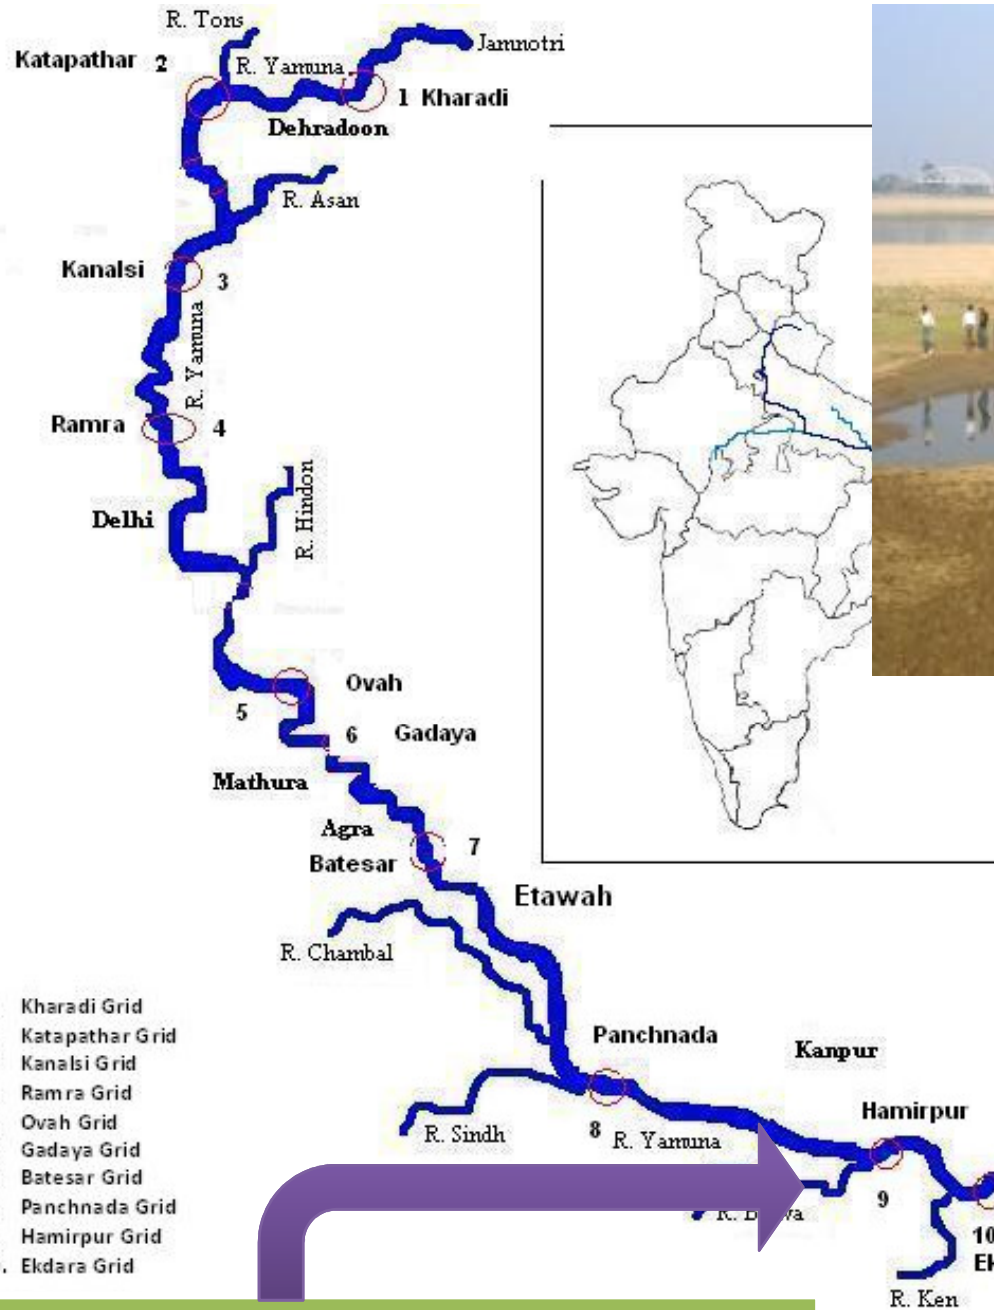 R. Tons
Katapathar 2
R. Yamuna
Jamnotri
1 Kharadi
Dehradoon
R. Asan
Kanalsi
3
R. Yamuna
Ramra
4
R. Hindon
Delhi
Ovah
5
6 Gadaya
Mathura
Agra
7
Batesar
Etawah
R. Chambal
Kharadi Grid
Katapathar Grid
Kanalsi Grid
Ramra Grid
Ovah Grid
Gadaya Grid
Batesar Grid
Panchnada Grid
Hamirpur Grid
Ekdara Grid
Panchnada
Kanpur
Hamirpur
R. Sindh
8
R. Yamuna
9
10
R. Ken